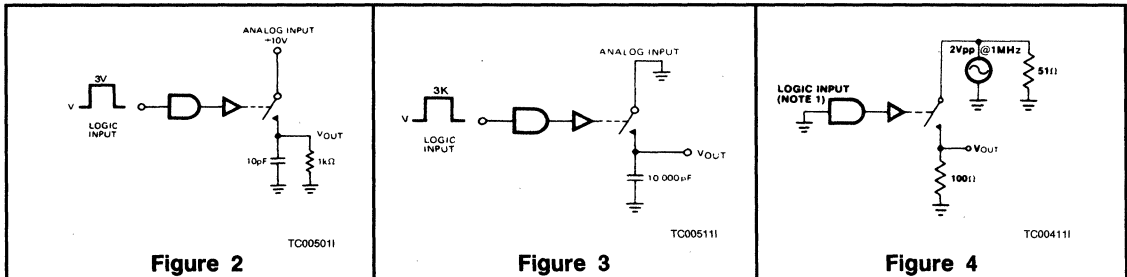 ANALOG INPUT
+10V
3V
V
LOGIC
INPUT
VOUT
10pF
1kΩ
TC00501I
Figure 2
ANALOG INPUT
3K
V
LOGIC
INPUT
VOUT
10 000pF
TC00511I
Figure 3
2Vpp @1MHz
51Ω
LOGIC INPUT
(NOTE 1)
VOUT
100Ω
TC00411I
Figure 4